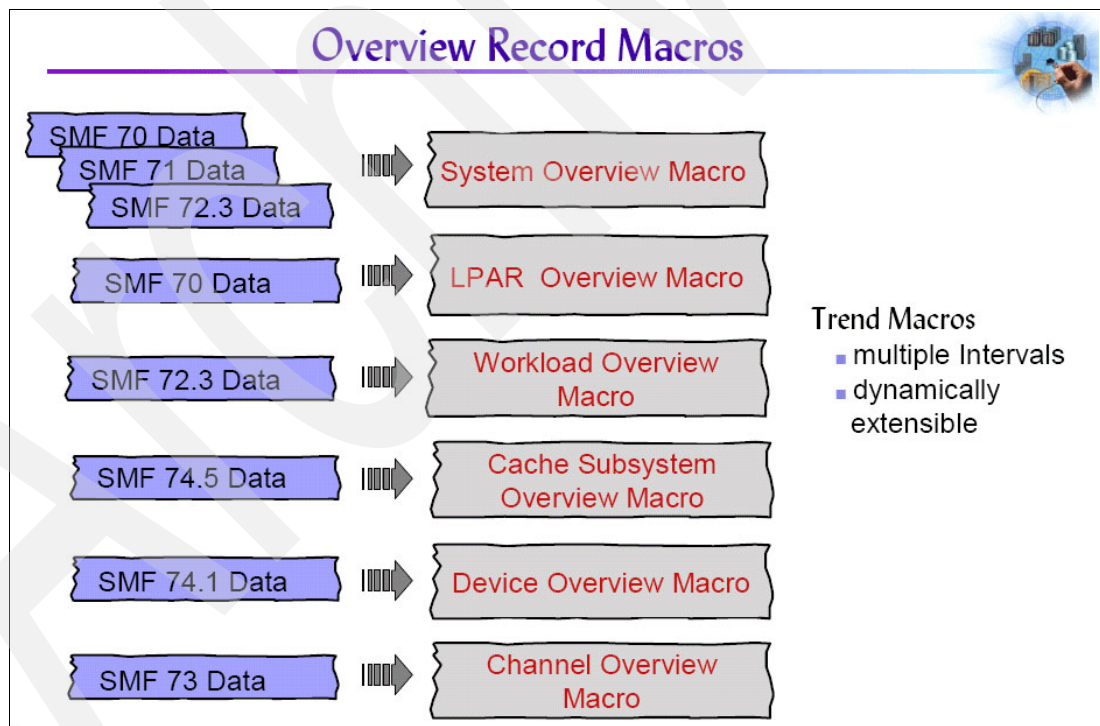 Overview Record Macros
SMF 70 Data
SMF 71 Data
SMF 72.3 Data
System Overview Macro
SMF 70 Data
LPAR Overview Macro
SMF 72.3 Data
Workload Overview
Macro
SMF 74.5 Data
Cache Subsystem
Overview Macro
SMF 74.1 Data
Device Overview Macro
SMF 73 Data
Channel Overview
Macro
Trend Macros
multiple Intervals
dynamically
extensible